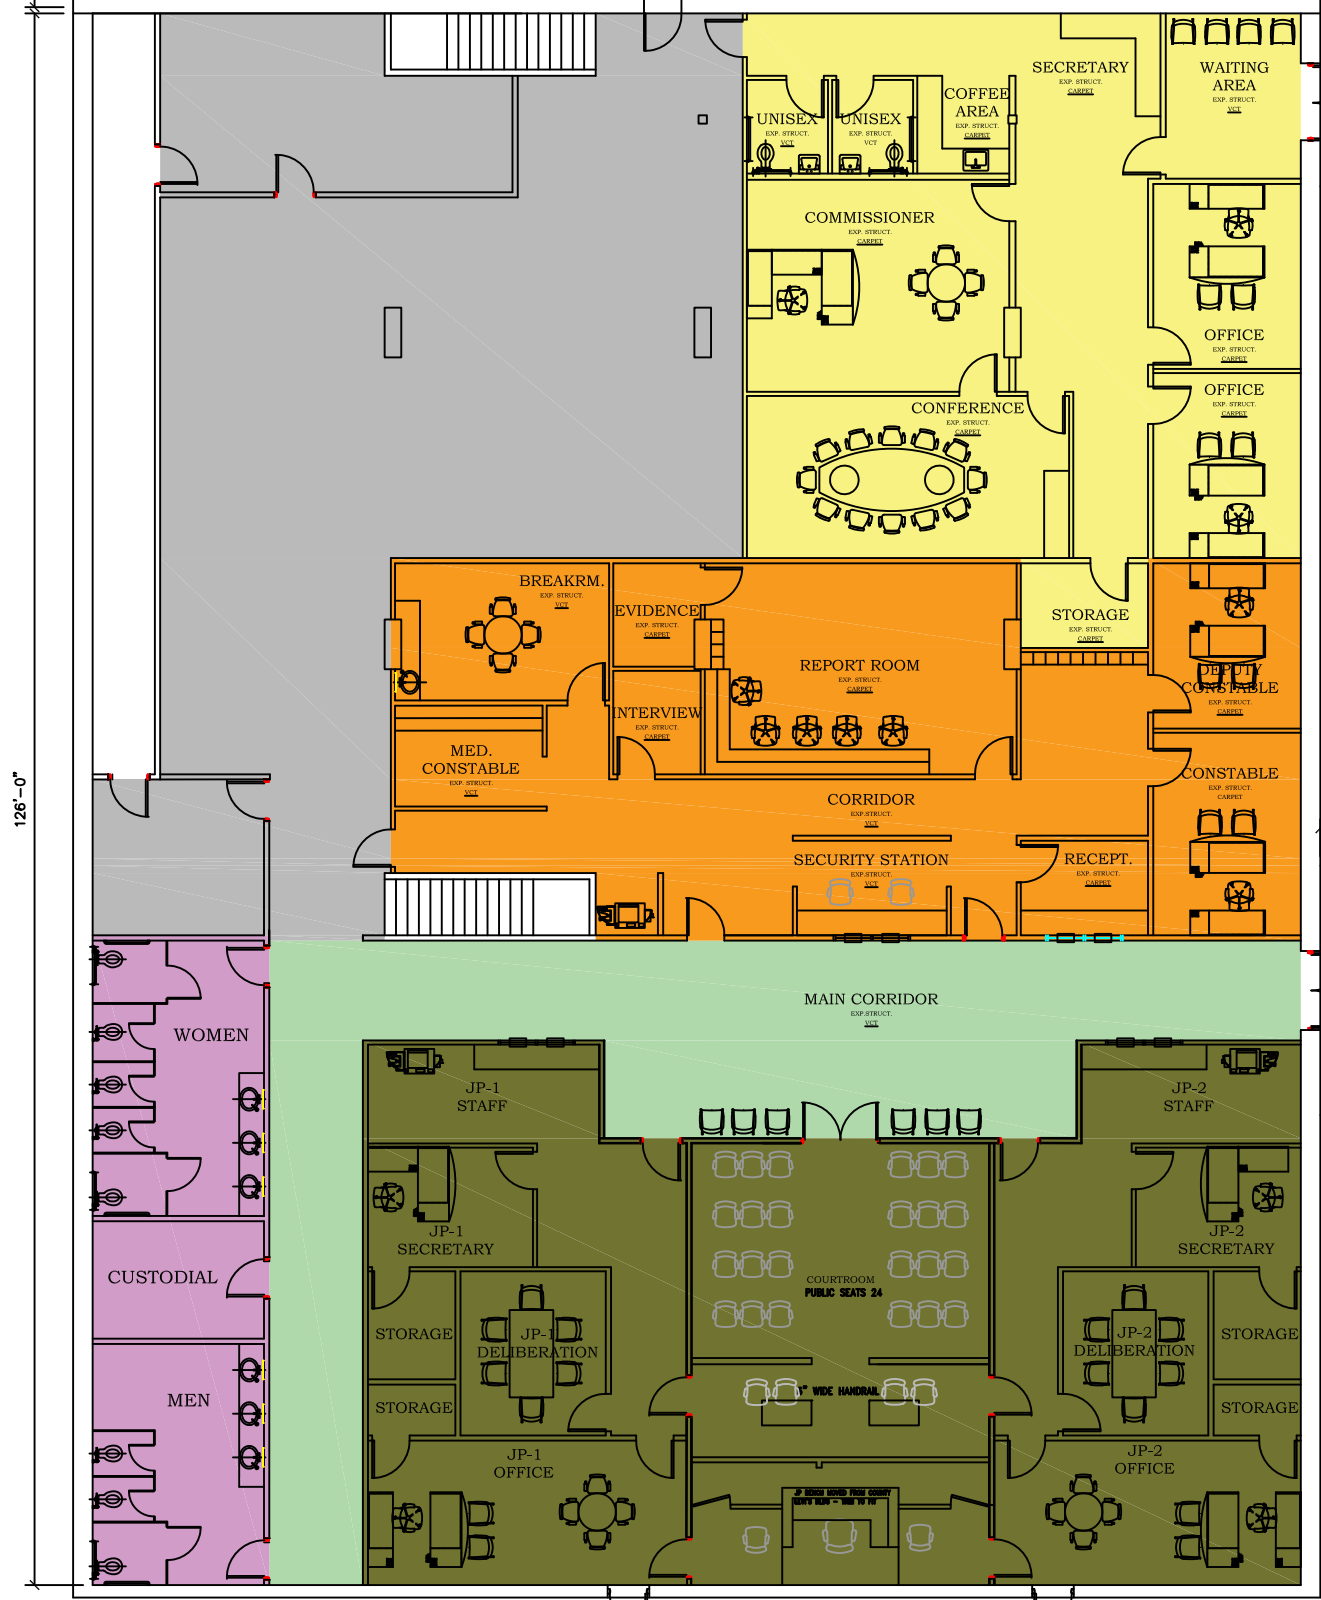 SECRETARY
EXP. STRUCT.
CARPET
WAITING
AREA
EXP. STRUCT.
VCT
COFFEE
AREA
EXP. STRUCT.
CARPET
UNISEX
EXP. STRUCT.
VCT
UNISEX
EXP. STRUCT.
VCT
COMMISSIONER
EXP. STRUCT.
CARPET
OFFICE
EXP. STRUCT.
CARPET
OFFICE
EXP. STRUCT.
CARPET
CONFERENCE
EXP. STRUCT.
CARPET
BREAKRM.
EXP. STRUCT.
VCT
EVIDENCE
EXP. STRUCT.
CARPET
STORAGE
EXP. STRUCT.
CARPET
REPORT ROOM
EXP. STRUCT.
CARPET
DEPUTY
CONSTABLE
EXP. STRUCT.
CARPET
INTERVIEW
EXP. STRUCT.
CARPET
MED.
CONSTABLE
EXP. STRUCT.
VCT
CONSTABLE
EXP. STRUCT.
CARPET
CORRIDOR
EXP.STRUCT.
VCT
126'-0"
SECURITY STATION
EXP.STRUCT.
VCT
RECEPT.
EXP. STRUCT.
CARPET
MAIN CORRIDOR
EXP.STRUCT.
VCT
WOMEN
JP-1
STAFF
JP-2
STAFF
JP-1
SECRETARY
JP-2
SECRETARY
CUSTODIAL
COURTROOM
PUBLIC SEATS 24
STORAGE
JP-1
DELIBERATION
JP-2
DELIBERATION
STORAGE
MEN
6" WIDE HANDRAIL
STORAGE
STORAGE
JP-1
OFFICE
JP-2
OFFICE
JP BENCH MOVED FROM COUNTY